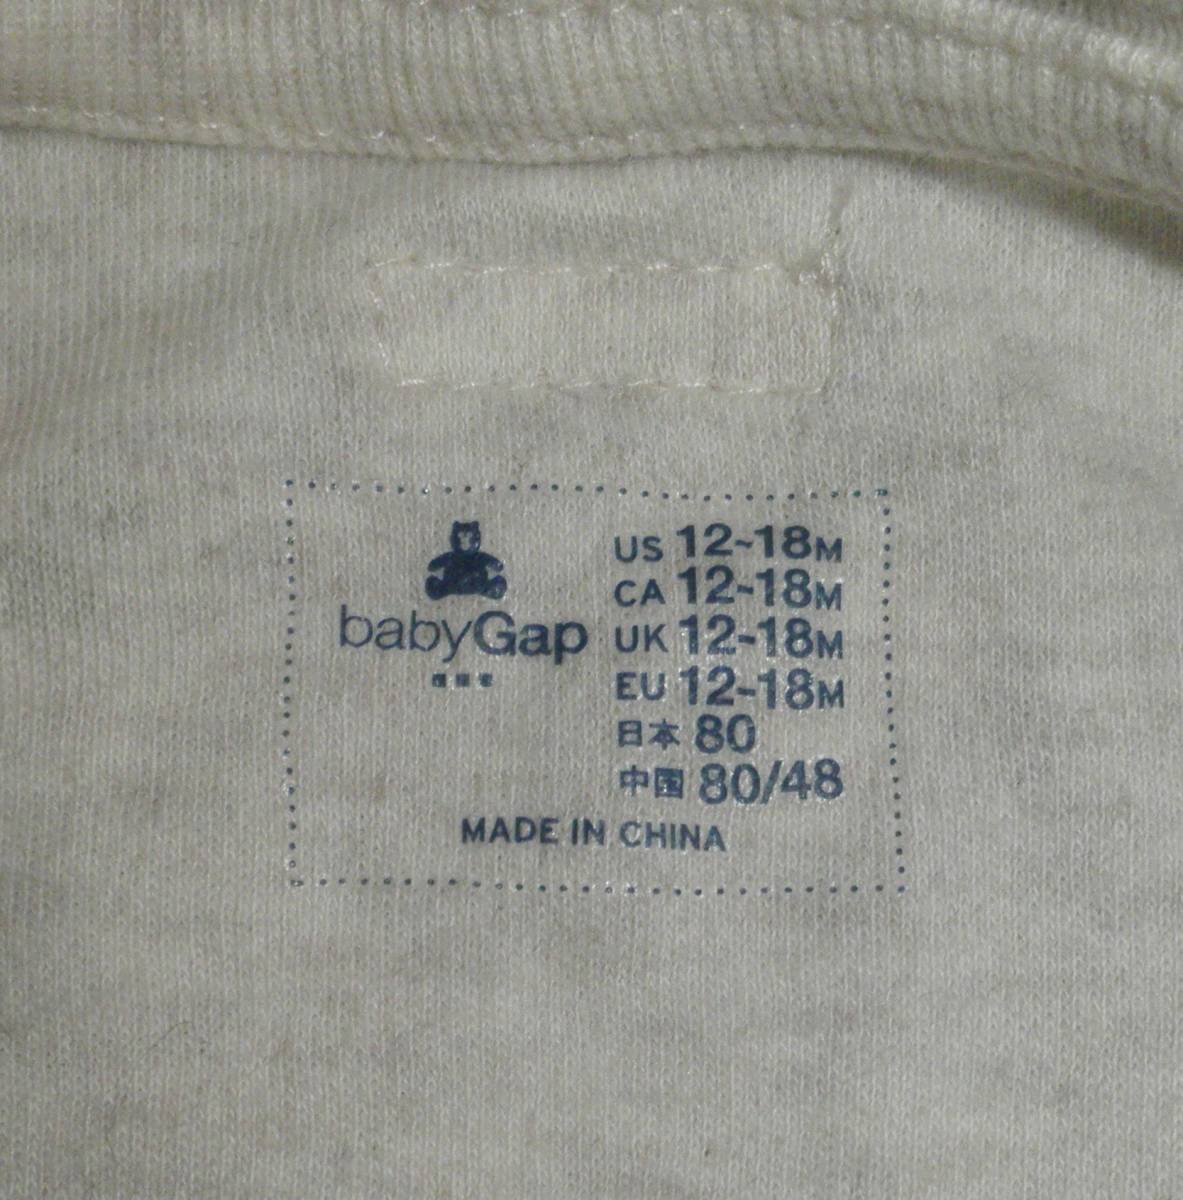 babyGap
US 12-18M
CA 12-18M
UK 12-18M
EU 12-18M
日本 80
中国 80/48
MADE IN CHINA